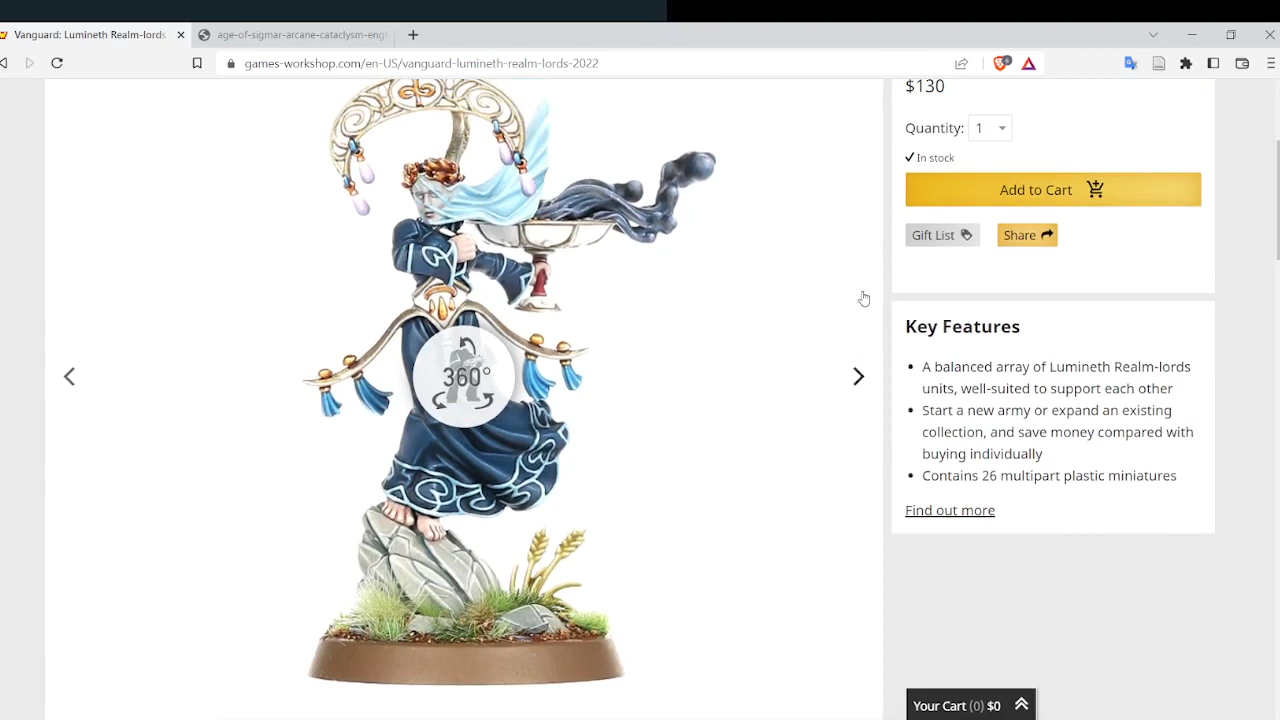 Vanguard: Lumineth Realm-lords
age-of-sigmar-arcane-cataclysm-engl
games-workshop.com/en-US/vanguard-lumineth-realm-lords-2022
$130
Quantity: 1
In stock
Add to Cart
Gift List
Share
360°
Key Features
A balanced array of Lumineth Realm-lords
units, well-suited to support each other
Start a new army or expand an existing
collection, and save money compared with
buying individually
Contains 26 multipart plastic miniatures
Find out more
Your Cart (0) $0